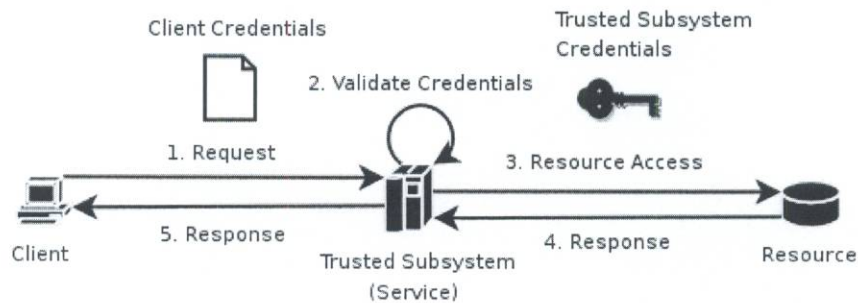 Client Credentials
Trusted Subsystem
Credentials
2. Validate Credentials
1. Request
3. Resource Access
5. Response
4. Response
Client
Trusted Subsystem
(Service)
Resource